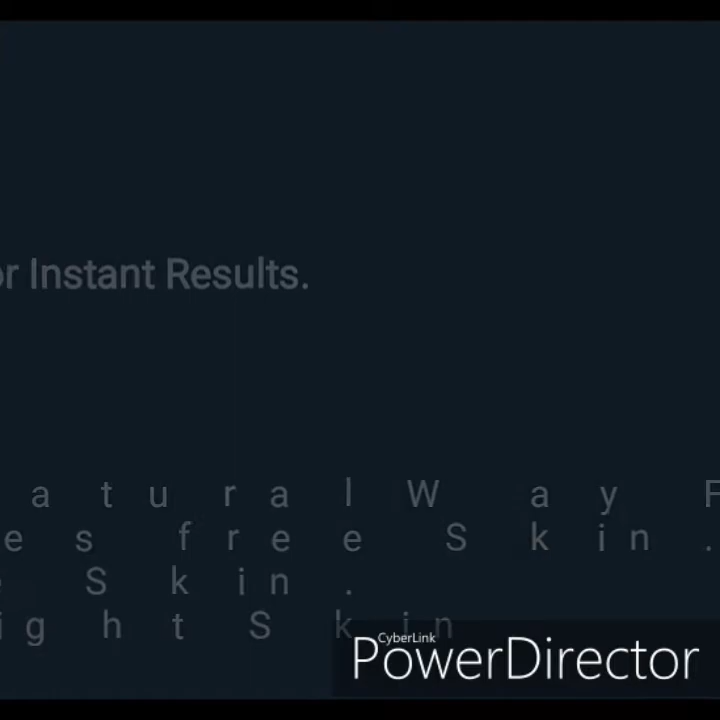 or Instant Results.
a t u r a l W a y F
e s f r e e S k i n .
e S k i n .
i g h t S k i n
CyberLink
PowerDirector